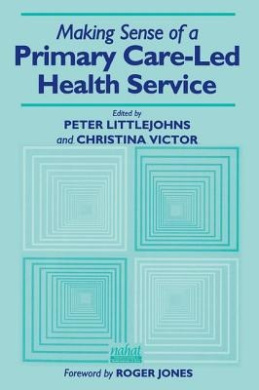 Making Sense of a
Primary Care-Led
Health Service
Edited by
PETER LITTLEJOHNS
and CHRISTINA VICTOR
nahat
Foreword by ROGER JONES